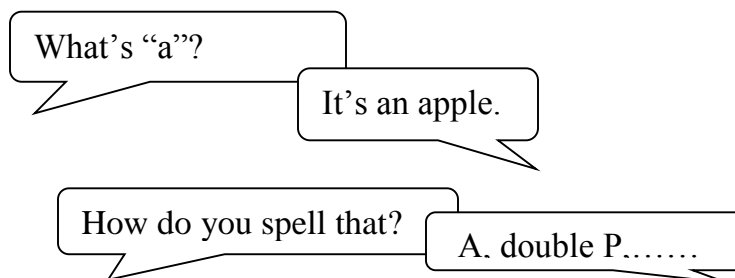 What’s “a”?
It’s an apple.
How do you spell that?
A, double P,……